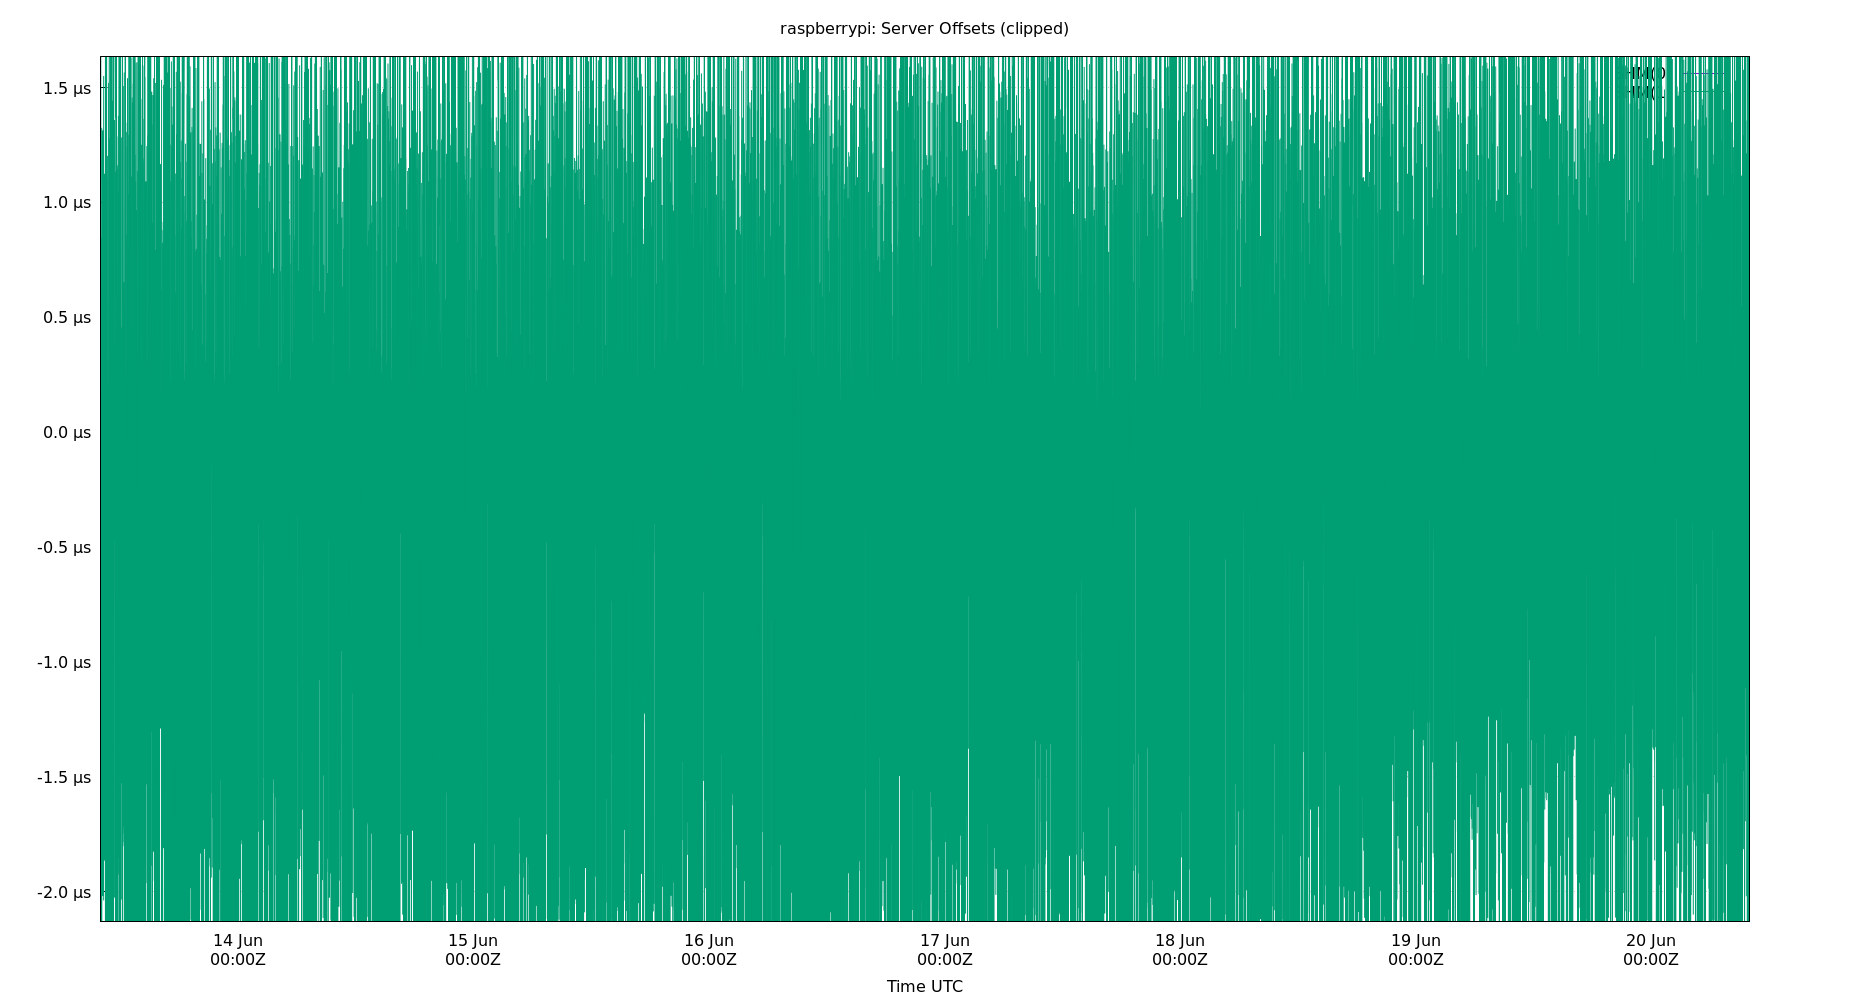 raspberrypi: Server Offsets (clipped)
1.5 µs
1.0 µs
0.5 µs
0.0 µs
-0.5 µs
-1.0 µs
-1.5 µs
-2.0 µs
14 Jun 15 Jun 16 Jun 17 Jun 18 Jun 19 Jun 20 Jun
00:00Z 00:00Z 00:00Z 00:00Z 00:00Z 00:00Z 00:00Z
Time UTC